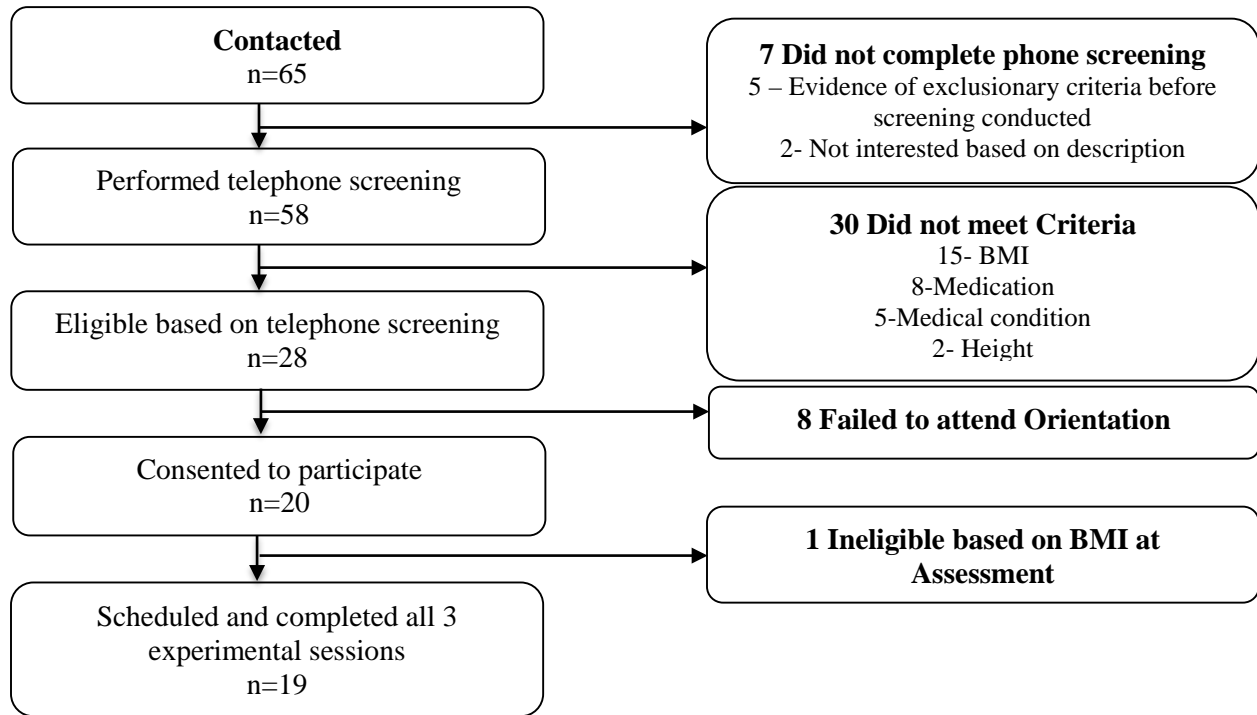 Contacted
n=65
7 Did not complete phone screening
5 – Evidence of exclusionary criteria before
screening conducted
2- Not interested based on description
Performed telephone screening
n=58
30 Did not meet Criteria
15- BMI
8-Medication
5-Medical condition
2- Height
Eligible based on telephone screening
n=28
8 Failed to attend Orientation
Consented to participate
n=20
1 Ineligible based on BMI at
Assessment
Scheduled and completed all 3
experimental sessions
n=19